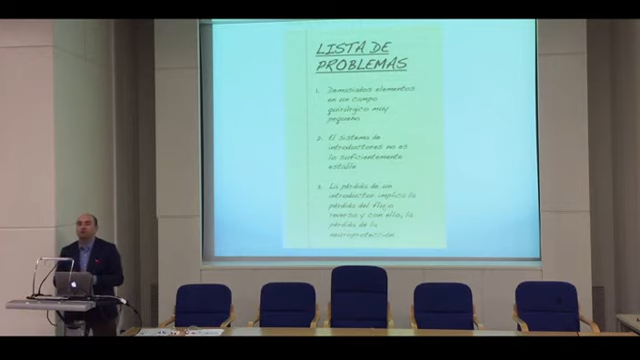 LISTA DE
PROBLEMAS
1. Demasiados elementos
en un campo
quirúrgico muy
pequeño
2. El sistema de
introductores no es
lo suficientemente
estable
3. La pérdida de un
introductor implica la
pérdida del flujo
reverso y con ello, la
pérdida de la
neuroprotección